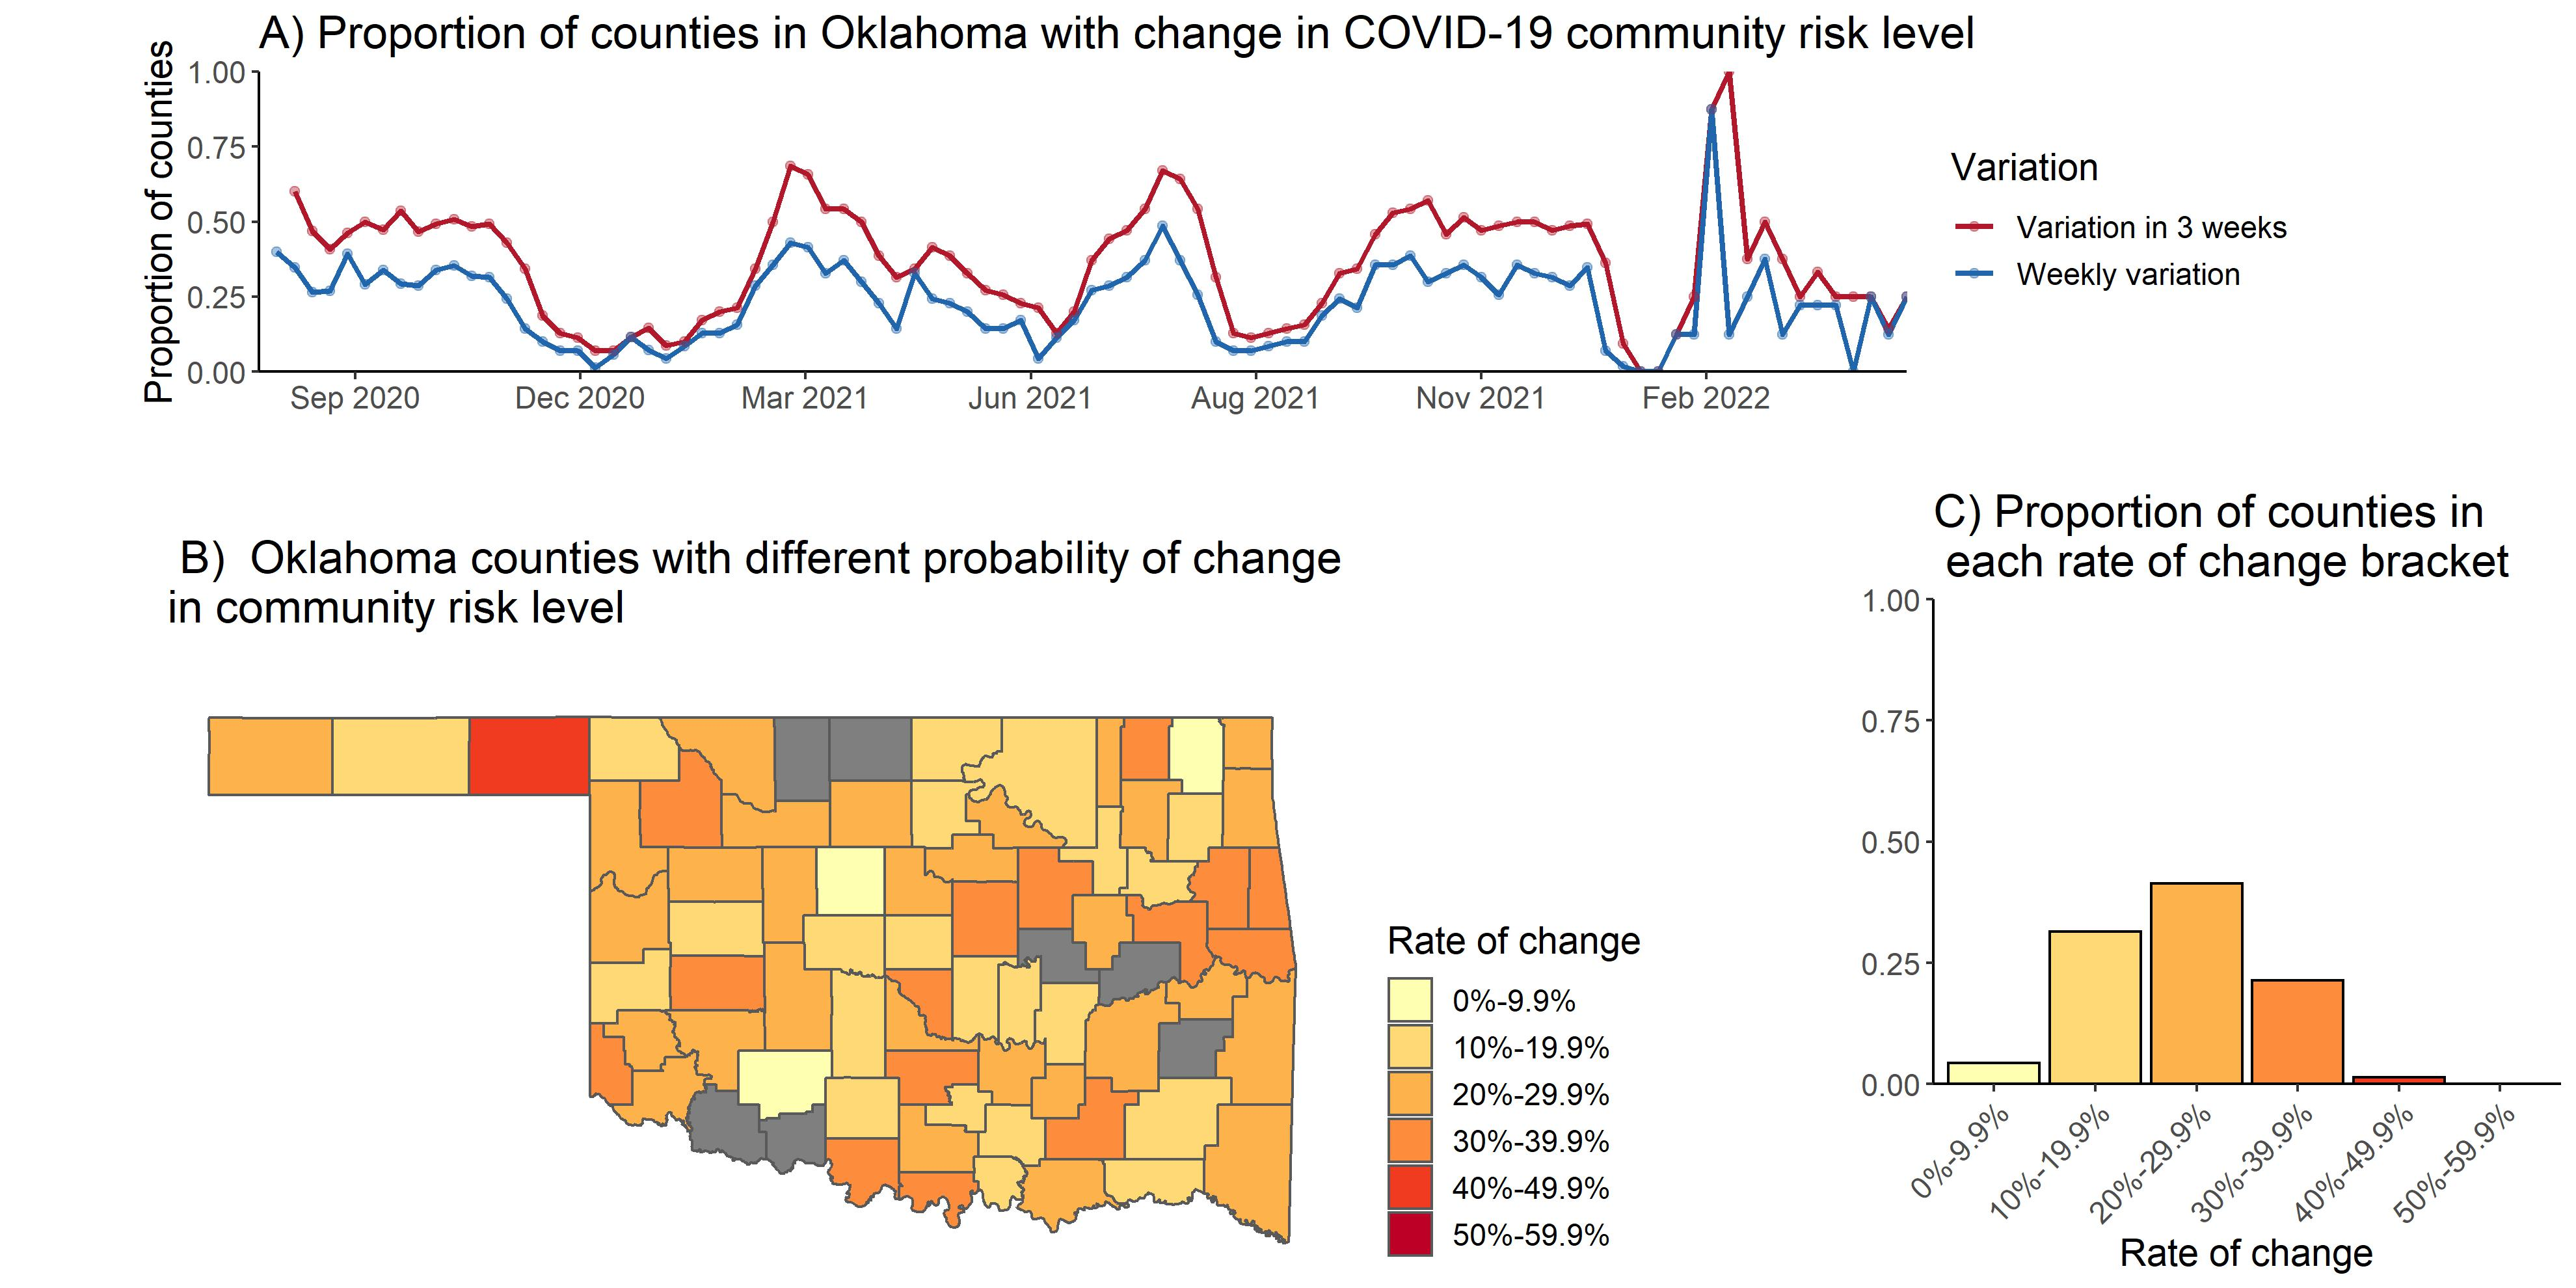 A) Proportion of counties in Oklahoma with change in COVID-19 community risk level
Proportion of counties
1.00
0.75
0.50
0.25
0.00
Sep 2020 Dec 2020 Mar 2021 Jun 2021 Aug 2021 Nov 2021 Feb 2022
Variation
Variation in 3 weeks
Weekly variation
B) Oklahoma counties with different probability of change
in community risk level
Rate of change
0%-9.9%
10%-19.9%
20%-29.9%
30%-39.9%
40%-49.9%
50%-59.9%
C) Proportion of counties in
each rate of change bracket
1.00
0.75
0.50
0.25
0.00
0%-9.9% 10%-19.9% 20%-29.9% 30%-39.9% 40%-49.9% 50%-59.9%
Rate of change